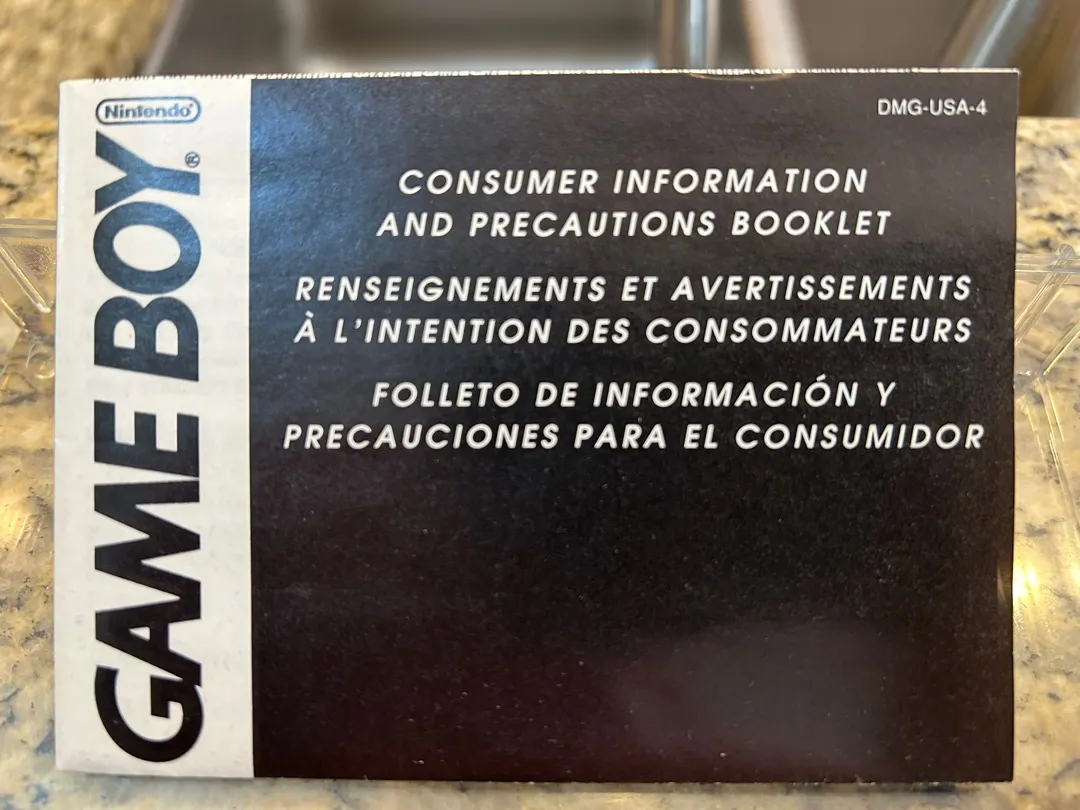 Nintendo®
GAME BOY®
DMG-USA-4
CONSUMER INFORMATION
AND PRECAUTIONS BOOKLET
RENSEIGNEMENTS ET AVERTISSEMENTS
À L'INTENTION DES CONSOMMATEURS
FOLLETO DE INFORMACIÓN Y
PRECAUCIONES PARA EL CONSUMIDOR